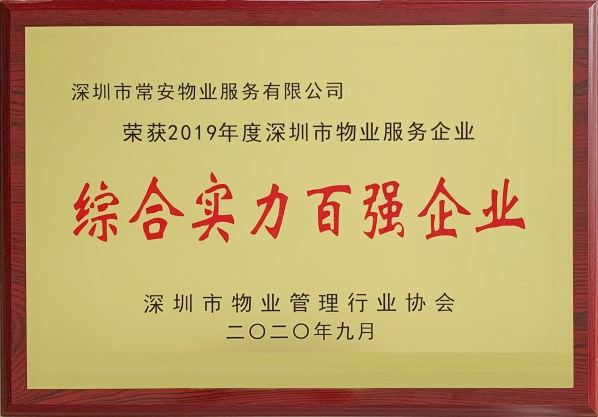 深圳市常安物业服务有限公司
荣获2019年度深圳市物业服务企业
综合实力百强企业
深圳市物业管理行业协会
二〇二〇年九月